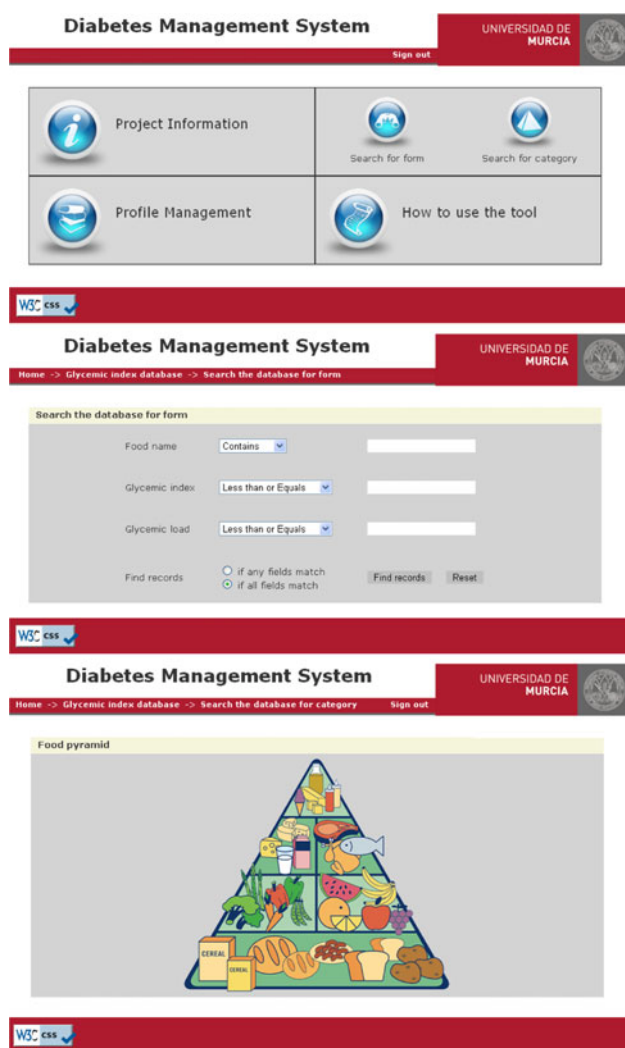 Diabetes Management System
UNIVERSIDAD DE
MURCIA
Sign out
Project Information
Search for form
Search for category
Profile Management
How to use the tool
W3C css
Diabetes Management System
UNIVERSIDAD DE
MURCIA
Home -> Glycemic index database -> Search the database for form
Search the database for form
Food name Contains
Glycemic index Less than or Equals
Glycemic load Less than or Equals
Find records if any fields match
if all fields match
Find records Reset
W3C css
Diabetes Management System
UNIVERSIDAD DE
MURCIA
Home -> Glycemic index database -> Search the database for category Sign out
Food pyramid
CEREAL
CEREAL
W3C css